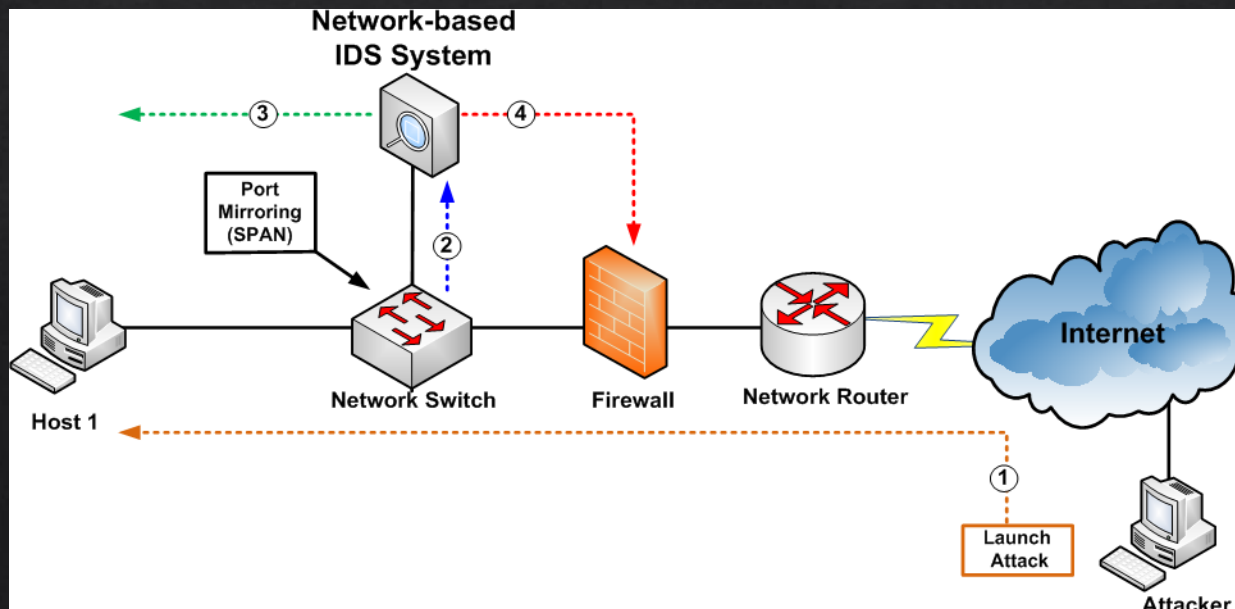 Network-based
IDS System
3
4
Port
Mirroring
(SPAN)
2
Internet
Network Switch
Firewall
Network Router
Host 1
1
Launch
Attack
Attacker